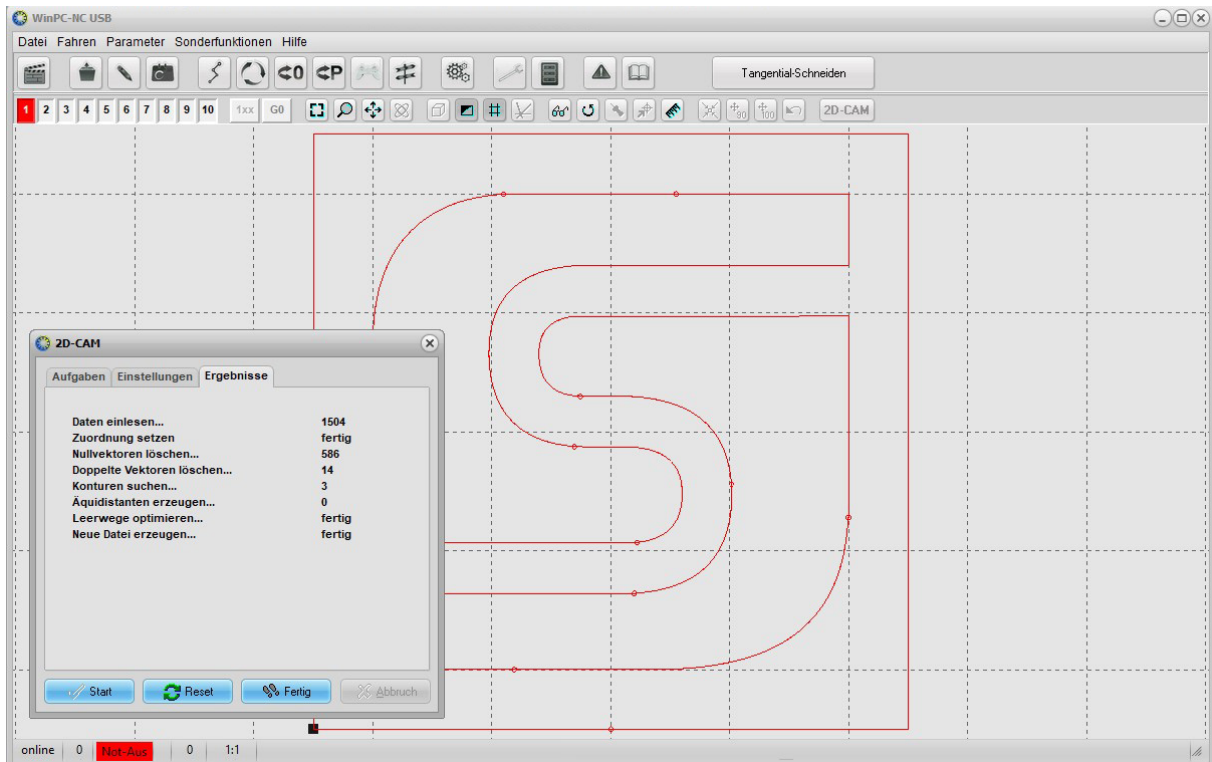 WinPC-NC USB
Datei Fahren Parameter Sonderfunktionen Hilfe
0 P Tangential-Schneiden
1 2 3 4 5 6 7 8 9 10 1xx G0 90 100 2D-CAM
2D-CAM
Aufgaben Einstellungen Ergebnisse
Daten einlesen... 1504
Zuordnung setzen fertig
Nullvektoren löschen... 586
Doppelte Vektoren löschen... 14
Konturen suchen... 3
Äquidistanten erzeugen... 0
Leerwege optimieren... fertig
Neue Datei erzeugen... fertig
Start Reset Fertig Abbruch
online 0 Not-Aus 0 1:1